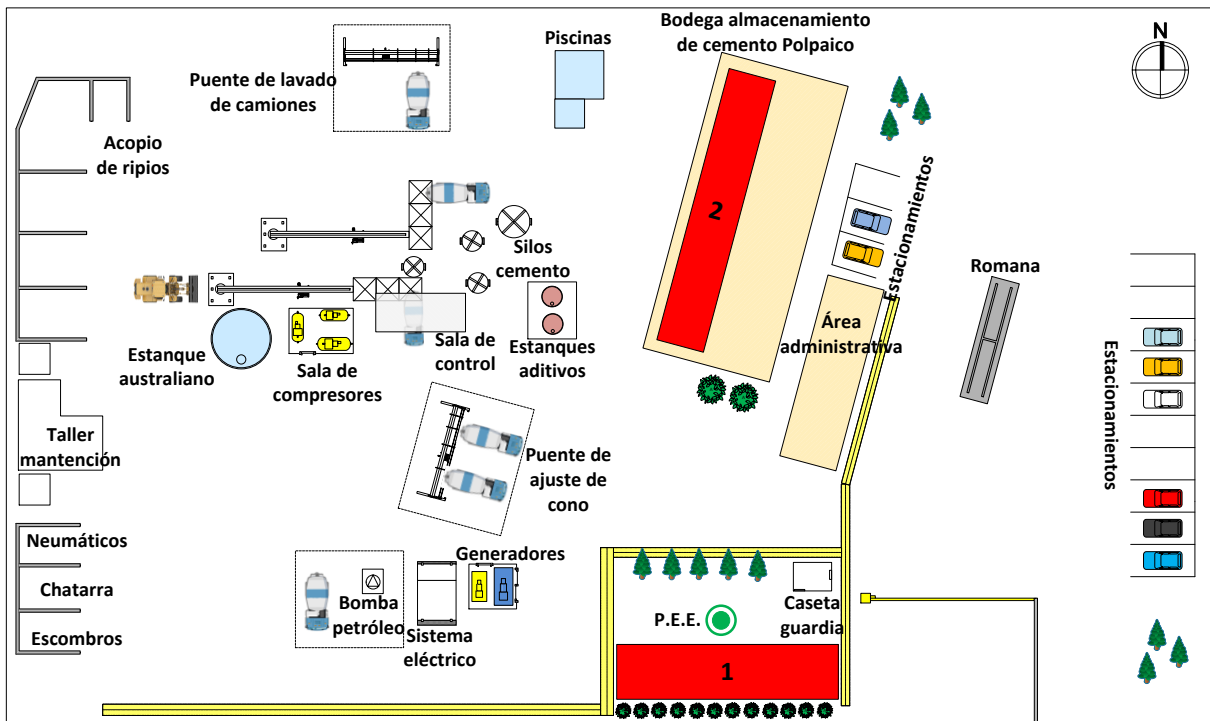 Bodega almacenamiento
de cemento Polpaico
N
Piscinas
Puente de lavado
de camiones
Acopio
de ripios
2
Estacionamientos
Silos
cemento
Romana
Estanque
australiano
Sala de
compresores
Sala de
control
Estanques
aditivos
Área
administrativa
Estacionamientos
Taller
mantención
Puente de
ajuste de
cono
Neumáticos
Chatarra
Escombros
Generadores
Bomba
petróleo
Sistema
eléctrico
P.E.E.
Caseta
guardia
1